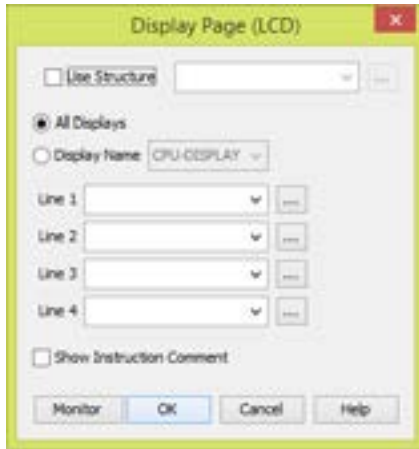 Display Page (LCD)
x
Use Structure ...
All Displays
Display Name CPU-DISPLAY
Line 1 ...
Line 2 ...
Line 3 ...
Line 4 ...
Show Instruction Comment
Monitor OK Cancel Help